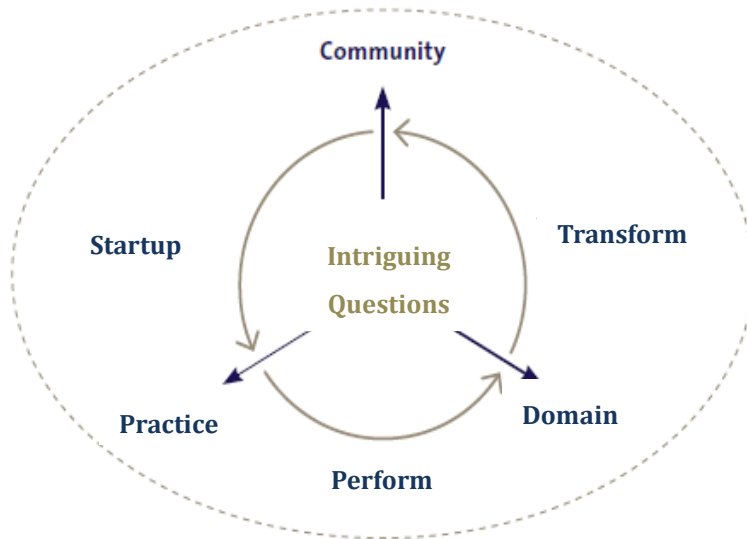 Community
Startup
Transform
Intriguing
Questions
Practice
Domain
Perform